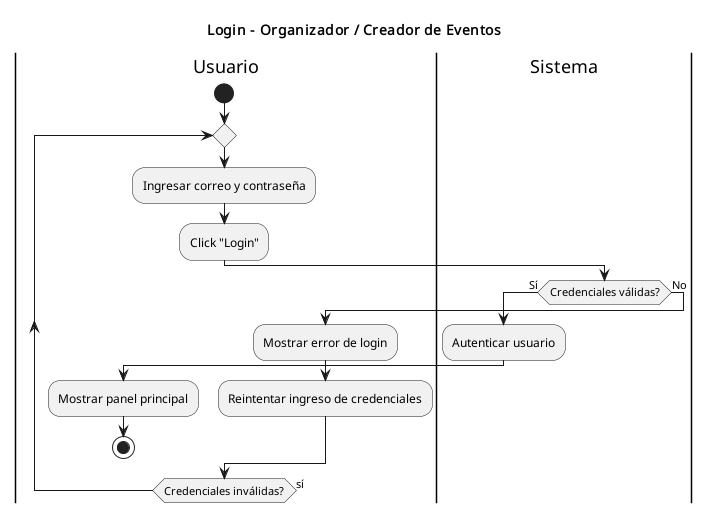 Login - Organizador / Creador de Eventos
Usuario
Sistema
Ingresar correo y contraseña
Click "Login"
Sí
Credenciales válidas?
No
Mostrar error de login
Autenticar usuario
Mostrar panel principal
Reintentar ingreso de credenciales
Credenciales inválidas?
sí